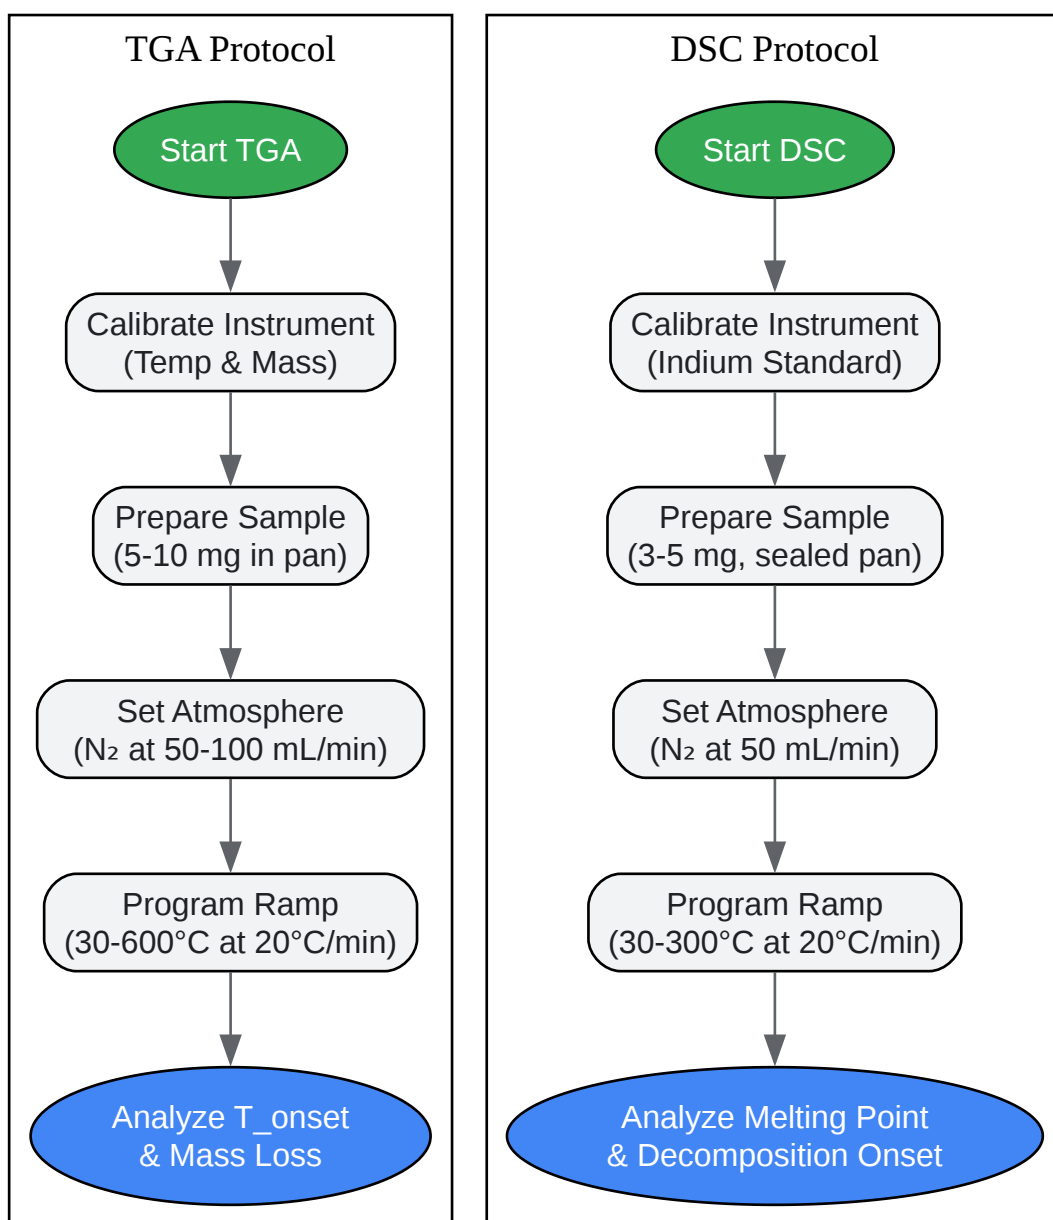 TGA Protocol
Start TGA
Calibrate Instrument
(Temp & Mass)
Prepare Sample
(5-10 mg in pan)
Set Atmosphere
(N₂ at 50-100 mL/min)
Program Ramp
(30-600°C at 20°C/min)
Analyze T_onset
& Mass Loss
DSC Protocol
Start DSC
Calibrate Instrument
(Indium Standard)
Prepare Sample
(3-5 mg, sealed pan)
Set Atmosphere
(N₂ at 50 mL/min)
Program Ramp
(30-300°C at 20°C/min)
Analyze Melting Point
& Decomposition Onset